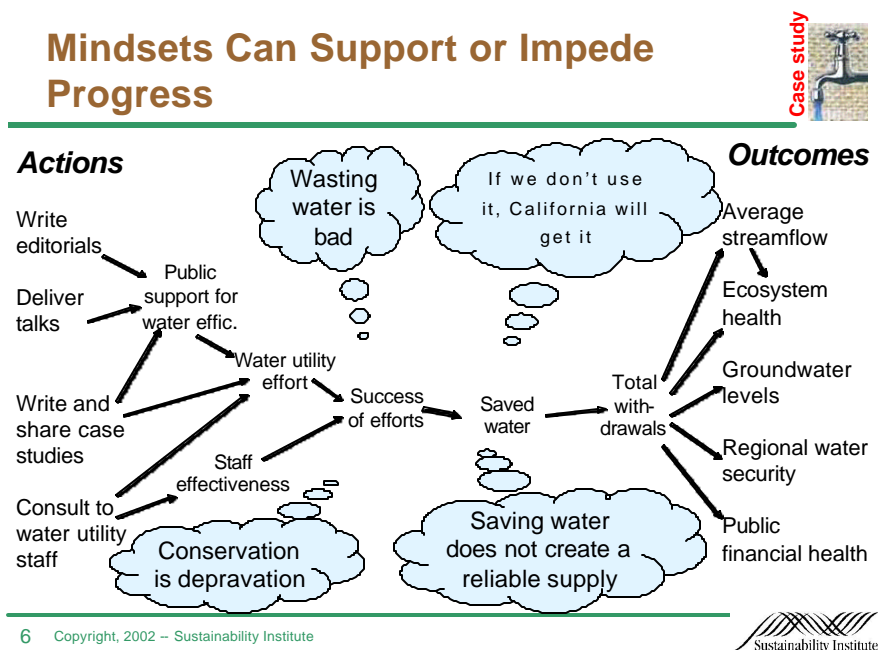 Mindsets Can Support or Impede
Progress
Case study
Actions
Outcomes
Wasting
water is
bad
If we don't use
it, California will
get it
Write
editorials
Deliver
talks
Write and
share case
studies
Consult to
water utility
staff
Public
support for
water effic.
Water utility
effort
Staff
effectiveness
Success
of efforts
Saved
water
Total
with-
drawals
Average
streamflow
Ecosystem
health
Groundwater
levels
Regional water
security
Public
financial health
Conservation
is depravation
Saving water
does not create a
reliable supply
6 Copyright, 2002 -- Sustainability Institute
Sustainability Institute